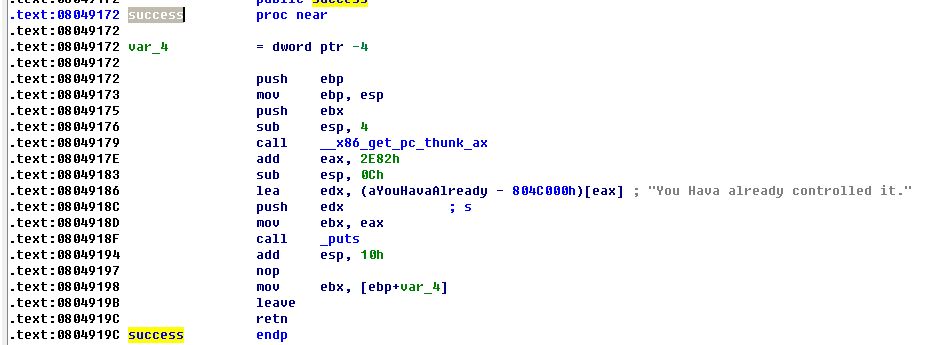 public success
.text:08049172 success proc near
.text:08049172
.text:08049172 var_4 = dword ptr -4
.text:08049172
.text:08049172 push ebp
.text:08049173 mov ebp, esp
.text:08049175 push ebx
.text:08049176 sub esp, 4
.text:08049179 call __x86_get_pc_thunk_ax
.text:0804917E add eax, 2E82h
.text:08049183 sub esp, 0Ch
.text:08049186 lea edx, (aYouHavaAlready - 804C000h)[eax] ; "You Hava already controlled it."
.text:0804918C push edx ; s
.text:0804918D mov ebx, eax
.text:0804918F call _puts
.text:08049194 add esp, 10h
.text:08049197 nop
.text:08049198 mov ebx, [ebp+var_4]
.text:0804919B leave
.text:0804919C retn
.text:0804919C success endp